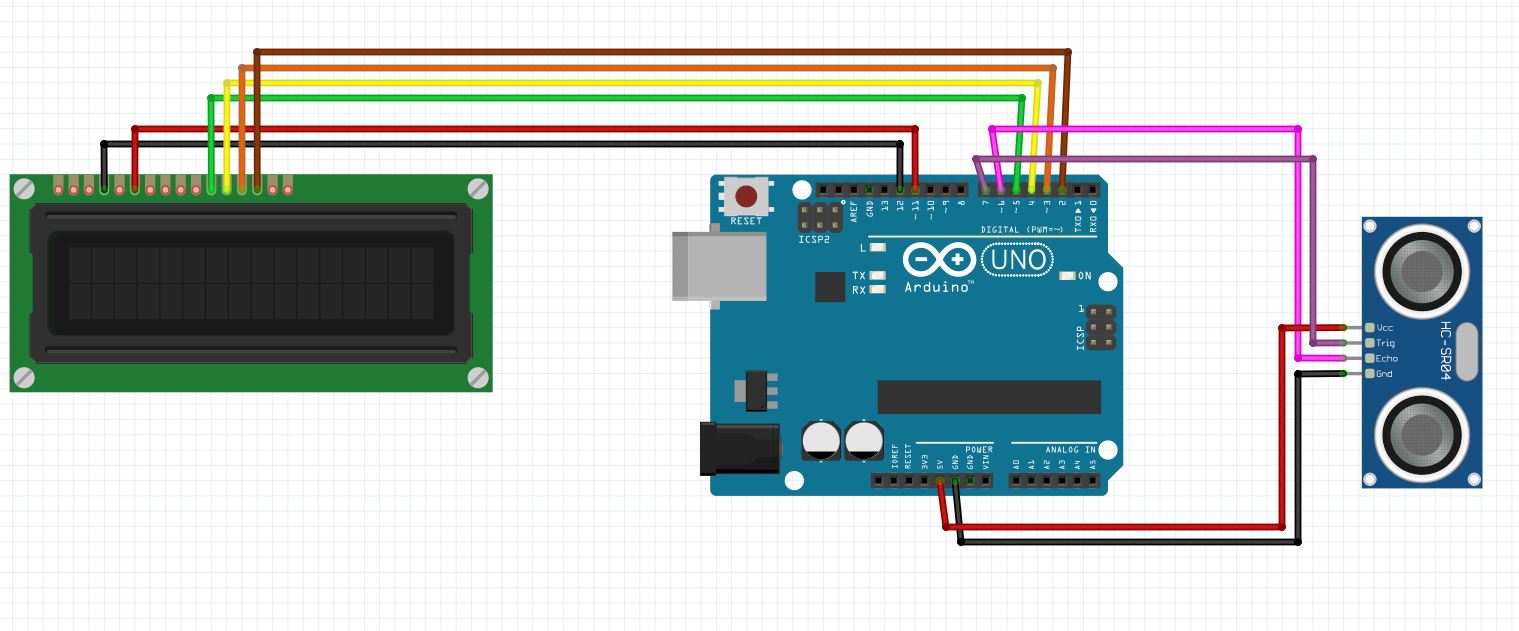 RESET
ICSP2
AREF
GND
13
12
~11
~10
~9
8
7
~6
~5
4
~3
2
TXD▶1
RXD◀0
DIGITAL (PWM=~)
L
TX
RX
Arduino™
UNO
ON
1
ICSP
IOREF
RESET
3V3
5V
GND
GND
VIN
POWER
ANALOG IN
A0
A1
A2
A3
A4
A5
Vcc
Trig
Echo
Gnd
HC-SR04